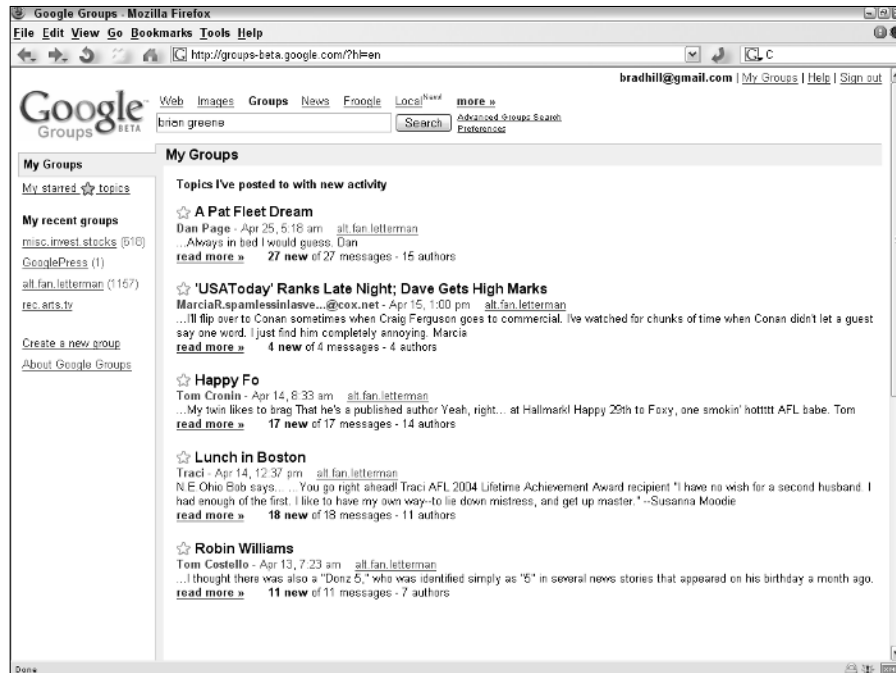 Google Groups - Mozilla Firefox
File Edit View Go Bookmarks Tools Help
http://groups-beta.google.com/?hl=en
G C
bradhill@gmail.com | My Groups | Help | Sign out
Google Groups BETA
Web Images Groups News Froogle Local New! more »
brian greene
Search
Advanced Groups Search
Preferences
My Groups
My starred topics
My recent groups
misc.invest.stocks (618)
GooglePress (1)
alt.fan.letterman (1167)
rec.arts.tv
Create a new group
About Google Groups
My Groups
Topics I've posted to with new activity
A Pat Fleet Dream
Dan Page - Apr 25, 5:18 am alt.fan.letterman
...Always in bed I would guess. Dan
read more » 27 new of 27 messages - 15 authors
'USAToday' Ranks Late Night; Dave Gets High Marks
MarciaR.spamlessinlasve...@cox.net - Apr 15, 1:00 pm alt.fan.letterman
...I'll flip over to Conan sometimes when Craig Ferguson goes to commercial. I've watched for chunks of time when Conan didn't let a guest
say one word. I just find him completely annoying. Marcia
read more » 4 new of 4 messages - 4 authors
Happy Fo
Tom Cronin - Apr 14, 8:33 am alt.fan.letterman
...My twin likes to brag That he's a published author Yeah, right... at Hallmark! Happy 29th to Foxy, one smokin' hottttt AFL babe. Tom
read more » 17 new of 17 messages - 14 authors
Lunch in Boston
Traci - Apr 14, 12:37 pm alt.fan.letterman
N.E.Ohio Bob says... ...You go right ahead! Traci AFL 2004 Lifetime Achievement Award recipient "I have no wish for a second husband. I
had enough of the first. I like to have my own way--to lie down mistress, and get up master." --Susanna Moodie
read more » 18 new of 18 messages - 11 authors
Robin Williams
Tom Costello - Apr 13, 7:23 am alt.fan.letterman
...I thought there was also a "Donz 5," who was identified simply as "5" in several news stories that appeared on his birthday a month ago.
read more » 11 new of 11 messages - 7 authors
Done